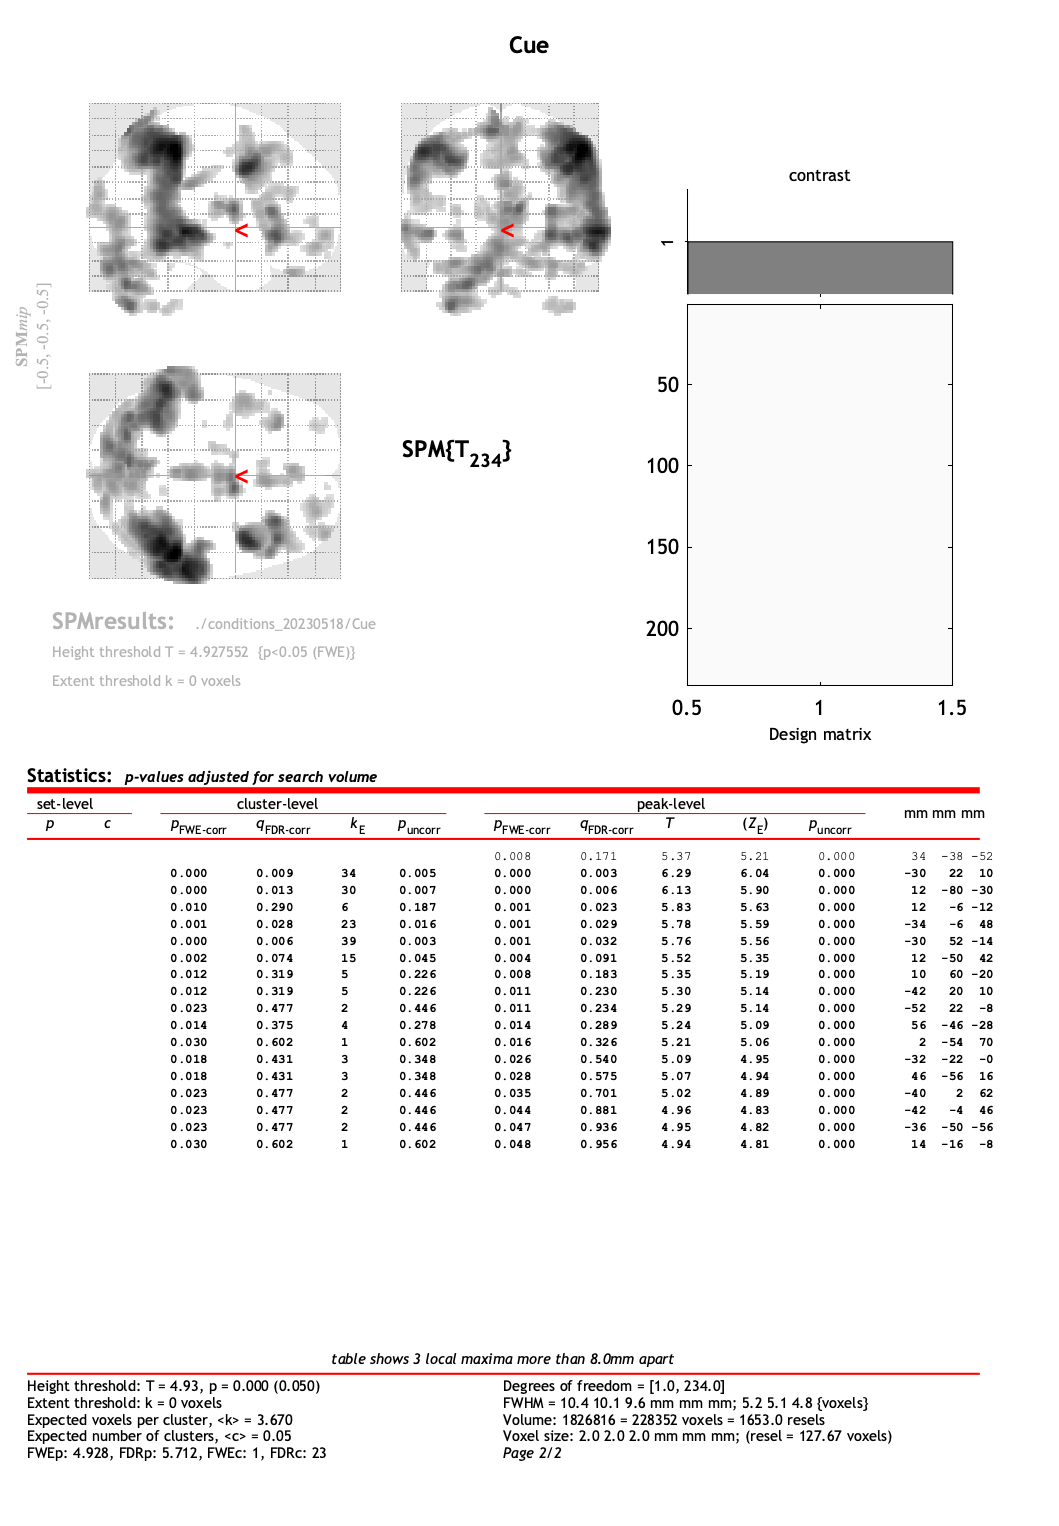 Cue
contrast
1
SPMmip
[-0.5, -0.5, -0.5]
<
<
<
SPM{T234}
50
100
150
200
0.5 1 1.5
Design matrix
SPMresults: ./conditions_20230518/Cue
Height threshold T = 4.927552 {p<0.05 (FWE)}
Extent threshold k = 0 voxels
Statistics: p-values adjusted for search volume
set-level cluster-level peak-level mm mm mm
p c pFWE-corr qFDR-corr kE puncorr pFWE-corr qFDR-corr T (ZE) puncorr
0.008 0.171 5.37 5.21 0.000 34 -38 -52
0.000 0.009 34 0.005 0.000 0.003 6.29 6.04 0.000 -30 22 10
0.000 0.013 30 0.007 0.000 0.006 6.13 5.90 0.000 12 -80 -30
0.010 0.290 6 0.187 0.001 0.023 5.83 5.63 0.000 12 -6 -12
0.001 0.028 23 0.016 0.001 0.029 5.78 5.59 0.000 -34 -6 48
0.000 0.006 39 0.003 0.001 0.032 5.76 5.56 0.000 -30 52 -14
0.002 0.074 15 0.045 0.004 0.091 5.52 5.35 0.000 12 -50 42
0.012 0.319 5 0.226 0.008 0.183 5.35 5.19 0.000 10 60 -20
0.012 0.319 5 0.226 0.011 0.230 5.30 5.14 0.000 -42 20 10
0.023 0.477 2 0.446 0.011 0.234 5.29 5.14 0.000 -52 22 -8
0.014 0.375 4 0.278 0.014 0.289 5.24 5.09 0.000 56 -46 -28
0.030 0.602 1 0.602 0.016 0.326 5.21 5.06 0.000 2 -54 70
0.018 0.431 3 0.348 0.026 0.540 5.09 4.95 0.000 -32 -22 -0
0.018 0.431 3 0.348 0.028 0.575 5.07 4.94 0.000 46 -56 16
0.023 0.477 2 0.446 0.035 0.701 5.02 4.89 0.000 -40 2 62
0.023 0.477 2 0.446 0.044 0.881 4.96 4.83 0.000 -42 -4 46
0.023 0.477 2 0.446 0.047 0.936 4.95 4.82 0.000 -36 -50 -56
0.030 0.602 1 0.602 0.048 0.956 4.94 4.81 0.000 14 -16 -8
table shows 3 local maxima more than 8.0mm apart
Height threshold: T = 4.93, p = 0.000 (0.050)
Extent threshold: k = 0 voxels
Expected voxels per cluster, <k> = 3.670
Expected number of clusters, <c> = 0.05
FWEp: 4.928, FDRp: 5.712, FWEc: 1, FDRc: 23
Degrees of freedom = [1.0, 234.0]
FWHM = 10.4 10.1 9.6 mm mm mm; 5.2 5.1 4.8 {voxels}
Volume: 1826816 = 228352 voxels = 1653.0 resels
Voxel size: 2.0 2.0 2.0 mm mm mm; (resel = 127.67 voxels)
Page 2/2